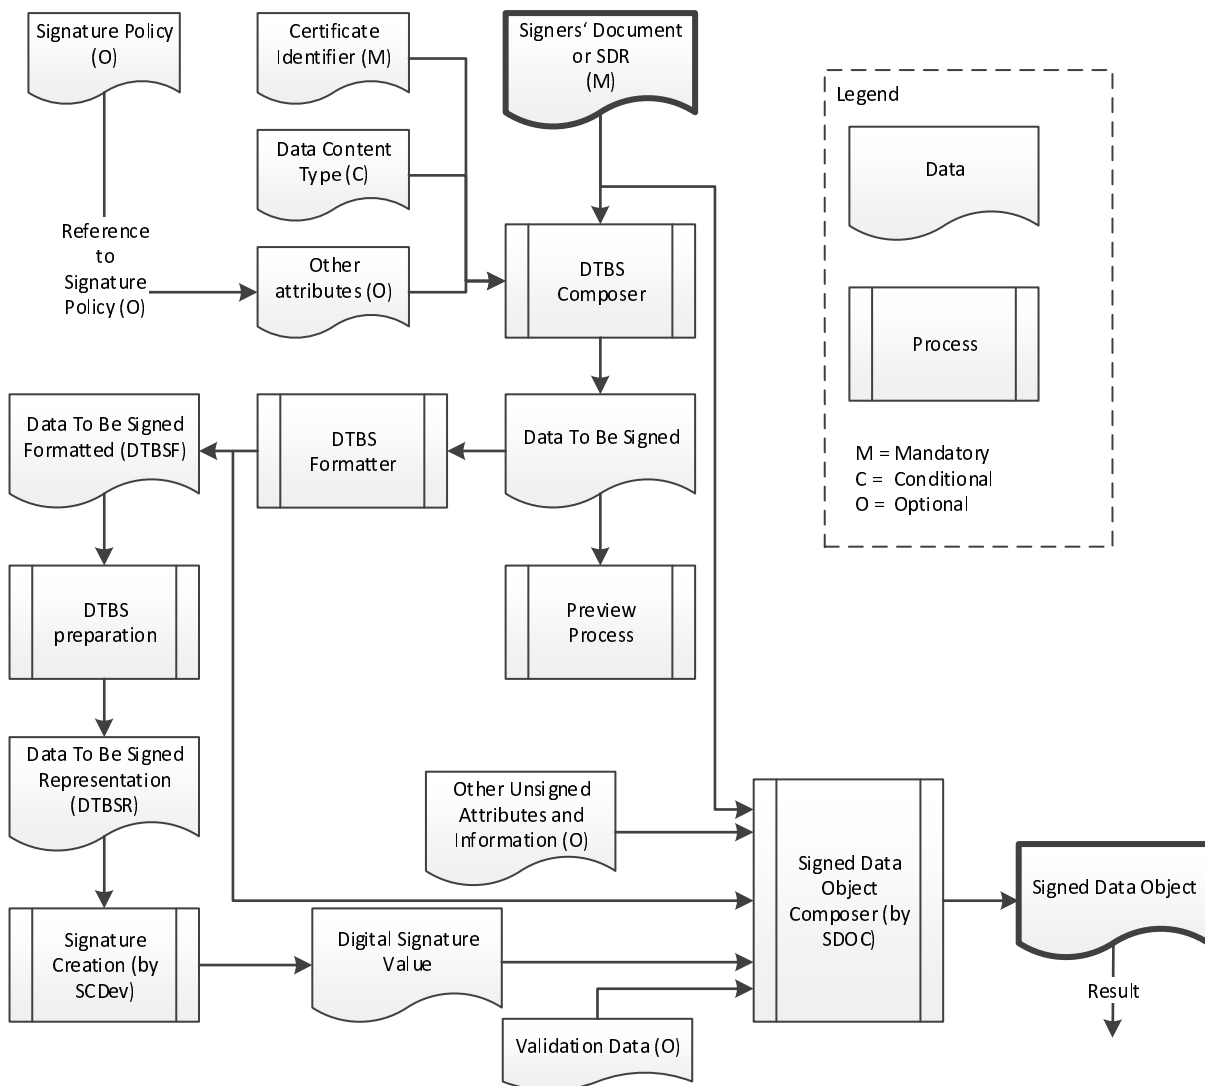 Signature Policy
(O)
Certificate
Identifier (M)
Signers‘ Document
or SDR
(M)
Legend
Data
Data Content
Type (C)
Reference
to
Signature
Policy (O)
Other
attributes (O)
DTBS
Composer
Process
Data To Be Signed
Formatted (DTBSF)
DTBS
Formatter
Data To Be Signed
M = Mandatory
C = Conditional
O = Optional
DTBS
preparation
Preview
Process
Data To Be Signed
Representation
(DTBSR)
Other Unsigned
Attributes and
Information (O)
Signed Data
Object
Composer (by
SDOC)
Signed Data Object
Signature
Creation (by
SCDev)
Digital Signature
Value
Result
Validation Data (O)